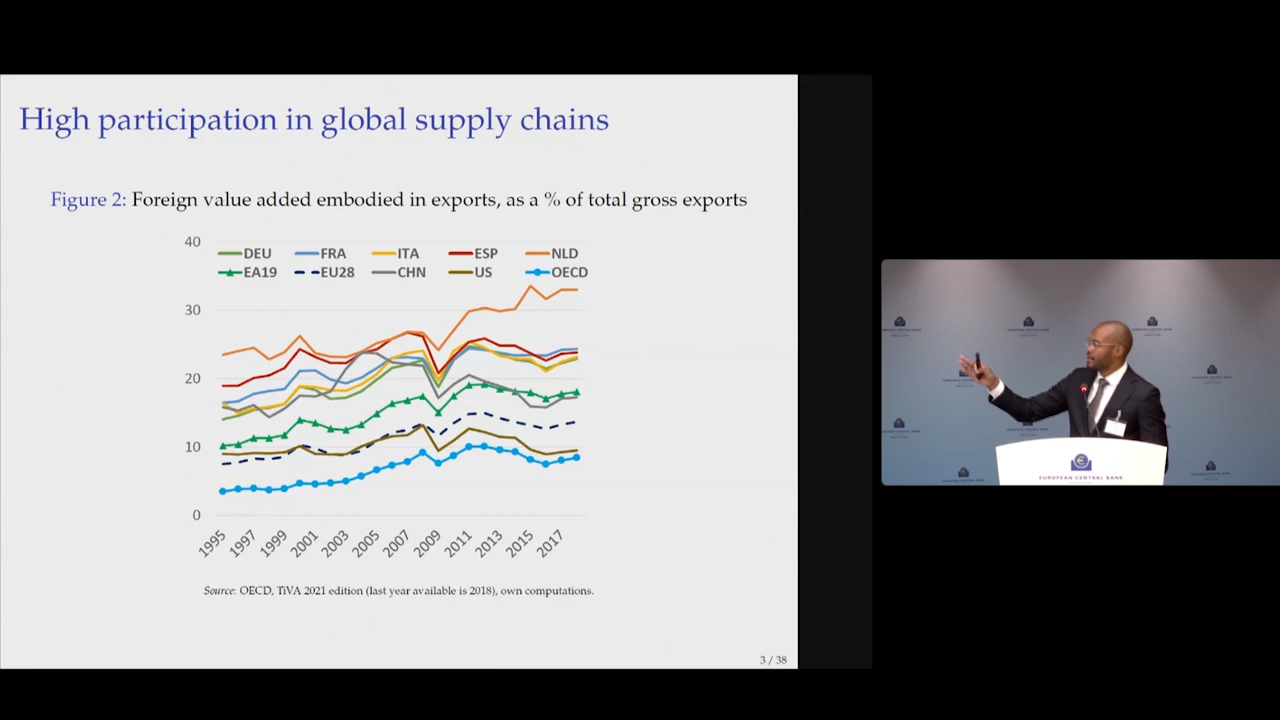 High participation in global supply chains
Figure 2: Foreign value added embodied in exports, as a % of total gross exports
40
DEU FRA ITA ESP NLD
EA19 EU28 CHN US OECD
30
20
10
0
1995 1997 1999 2001 2003 2005 2007 2009 2011 2013 2015 2017
Source: OECD, TiVA 2021 edition (last year available is 2018), own computations.
3 / 38
EUROPEAN CENTRAL BANK